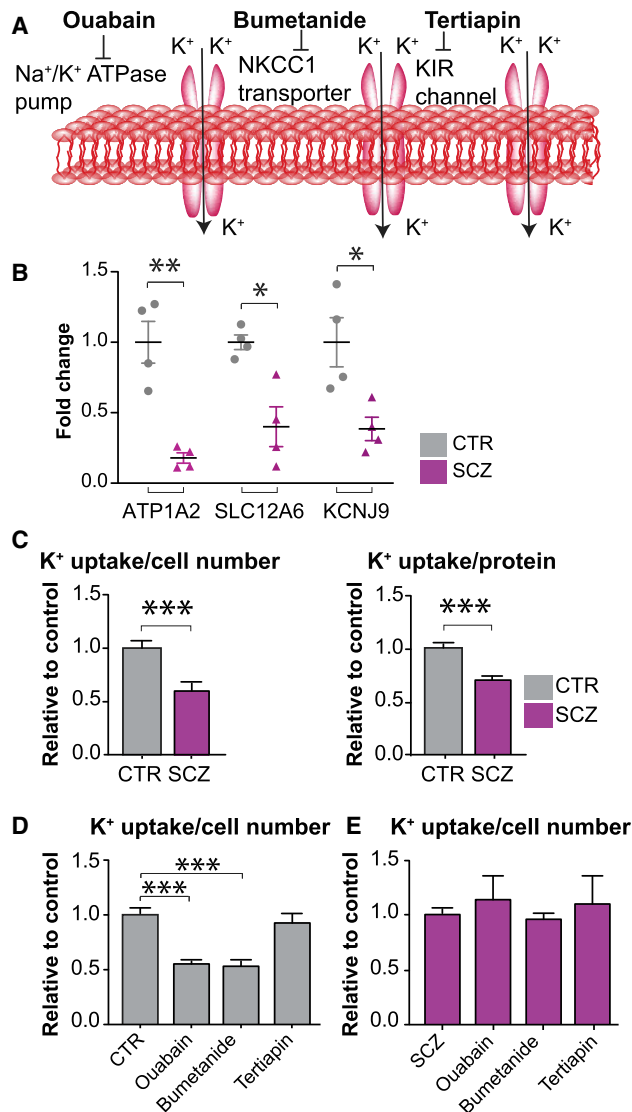 A
Ouabain
Bumetanide
Tertiapin
K⁺ K⁺ K⁺ K⁺ K⁺ K⁺
Na⁺/K⁺ ATPase
pump
NKCC1
transporter
KIR
channel
K⁺ K⁺ K⁺
B
**
*
*
Fold change
1.5
1.0
0.5
0.0
ATP1A2 SLC12A6 KCNJ9
CTR
SCZ
C
K⁺ uptake/cell number
Relative to control
1.5
1.0
0.5
0.0
***
CTR SCZ
K⁺ uptake/protein
Relative to control
1.5
1.0
0.5
0.0
***
CTR SCZ
CTR
SCZ
D
K⁺ uptake/cell number
Relative to control
1.5
1.0
0.5
0.0
***
***
CTR
Ouabain
Bumetanide
Tertiapin
E
K⁺ uptake/cell number
Relative to control
1.5
1.0
0.5
0.0
SCZ
Ouabain
Bumetanide
Tertiapin